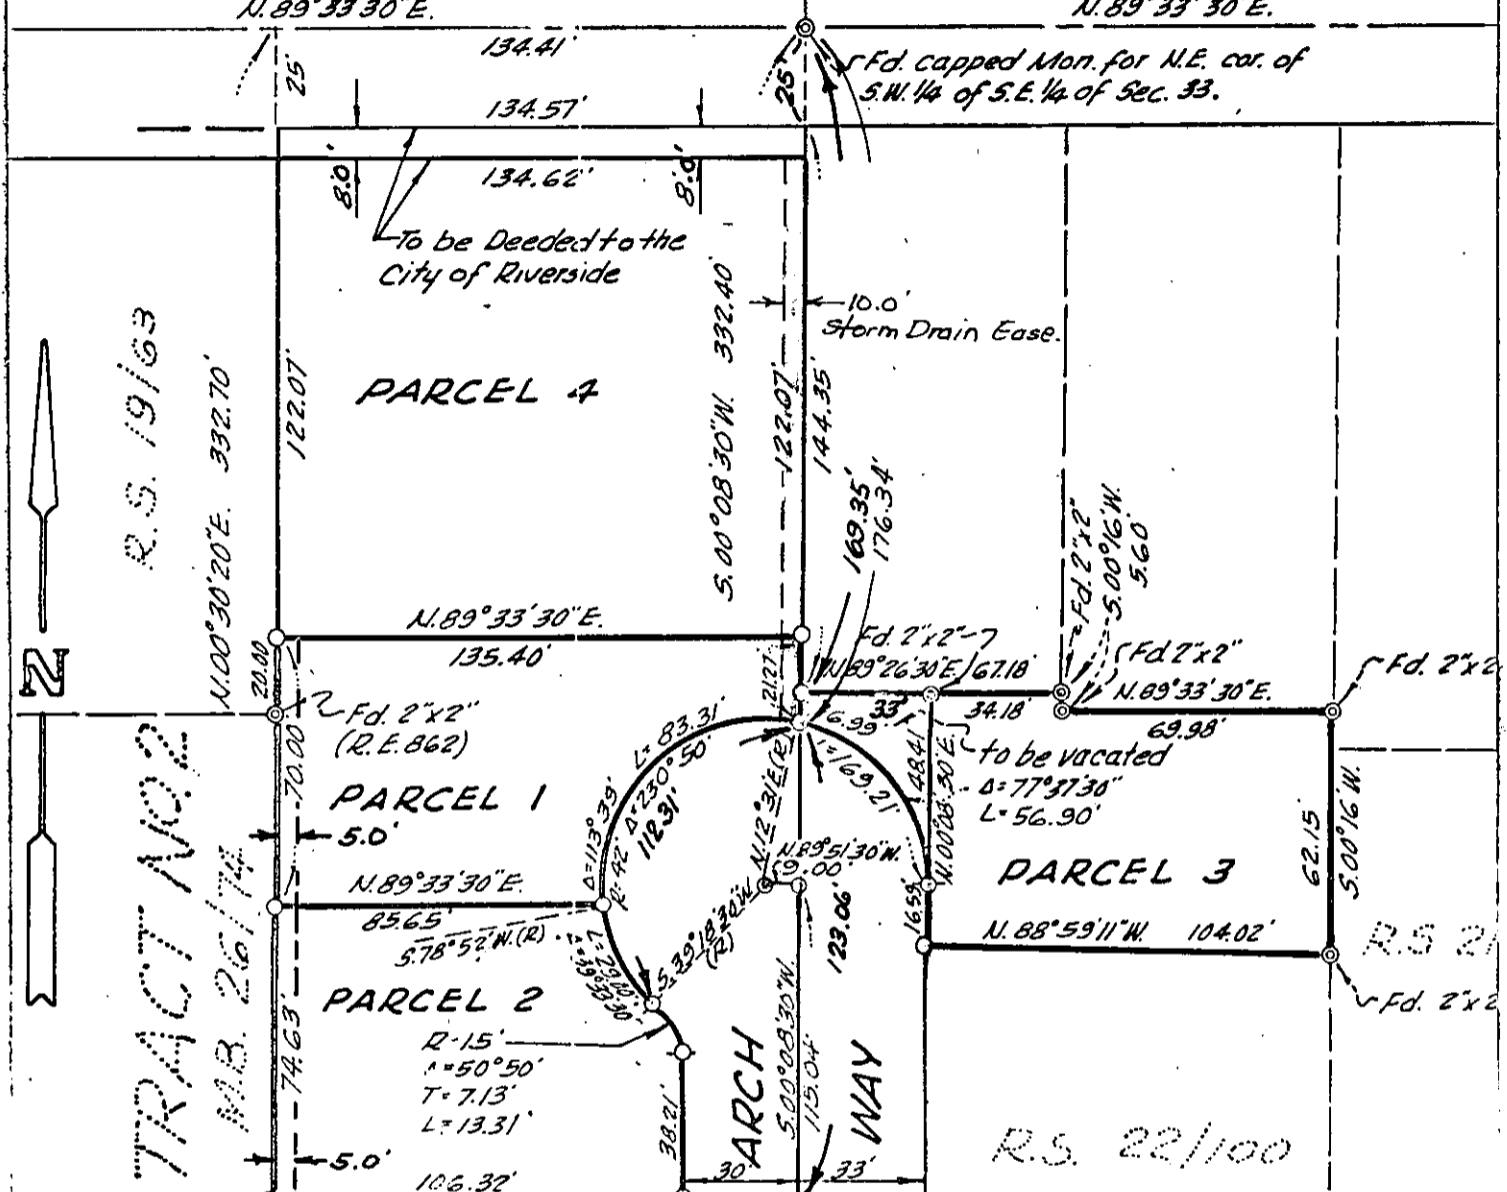 N.89°33'30"E.
N.89°33'30"E.
134.41'
25'
25'
Fd. capped Mon. for N.E. cor. of
S.W. 1/4 of S.E. 1/4 of Sec. 33.
134.57'
8.0'
134.62'
8.0'
To be Deeded to the
City of Riverside
10.0'
Storm Drain Ease.
R.S. 19/63
N.00°30'20"E. 332.70'
122.07'
PARCEL 4
S.00°08'30"W. 332.40'
122.07'
144.35'
169.35'
176.34'
Fd. 2"x2"
S.00°16'W.
5.60'
N
N.89°33'30"E.
135.40'
20.00
21.27'
Fd. 2"x2"
N.89°26'30"E. 67.18'
Fd. 2"x2"
Fd. 2"x2
N.89°33'30"E.
33'
34.18'
69.98'
6.99'
Fd. 2"x2"
(R.E. 862)
70.00'
L=83.31'
Δ=230°50'
118.31'
Δ=113°39'
R=42'
N.12°31'E.(R)
L=169.21'
48.41'
N.00°08'30"E.
to be vacated
Δ=77°37'30"
L=56.90'
PARCEL 1
5.0'
PARCEL 3
62.15'
S.00°16'W.
N.89°51'30"W.
9.00'
16.59'
N.89°33'30"E.
85.65'
S.78°52'W.(R)
S.39°18'30"W.
(R)
123.06'
N.88°59'11"W. 104.02'
R.S. 2
Fd. 2"x2
TRACT NO. 2
M.B. 26/74
PARCEL 2
74.63'
R=15'
Δ=50°50'
T=7.13'
L=13.31'
38.21'
ARCH WAY
S.00°08'30"W.
115.04'
R.S. 22/100
5.0'
30'
33'
106.32'